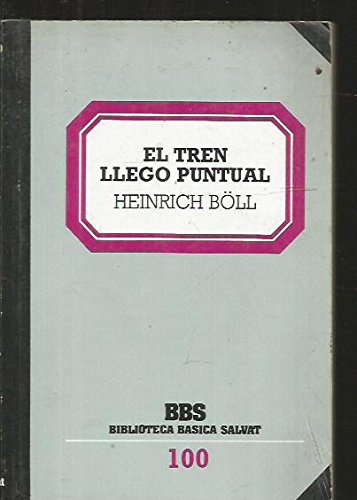 EL TREN
LLEGO PUNTUAL
HEINRICH BÖLL
BBS
BIBLIOTECA BASICA SALVAT
100